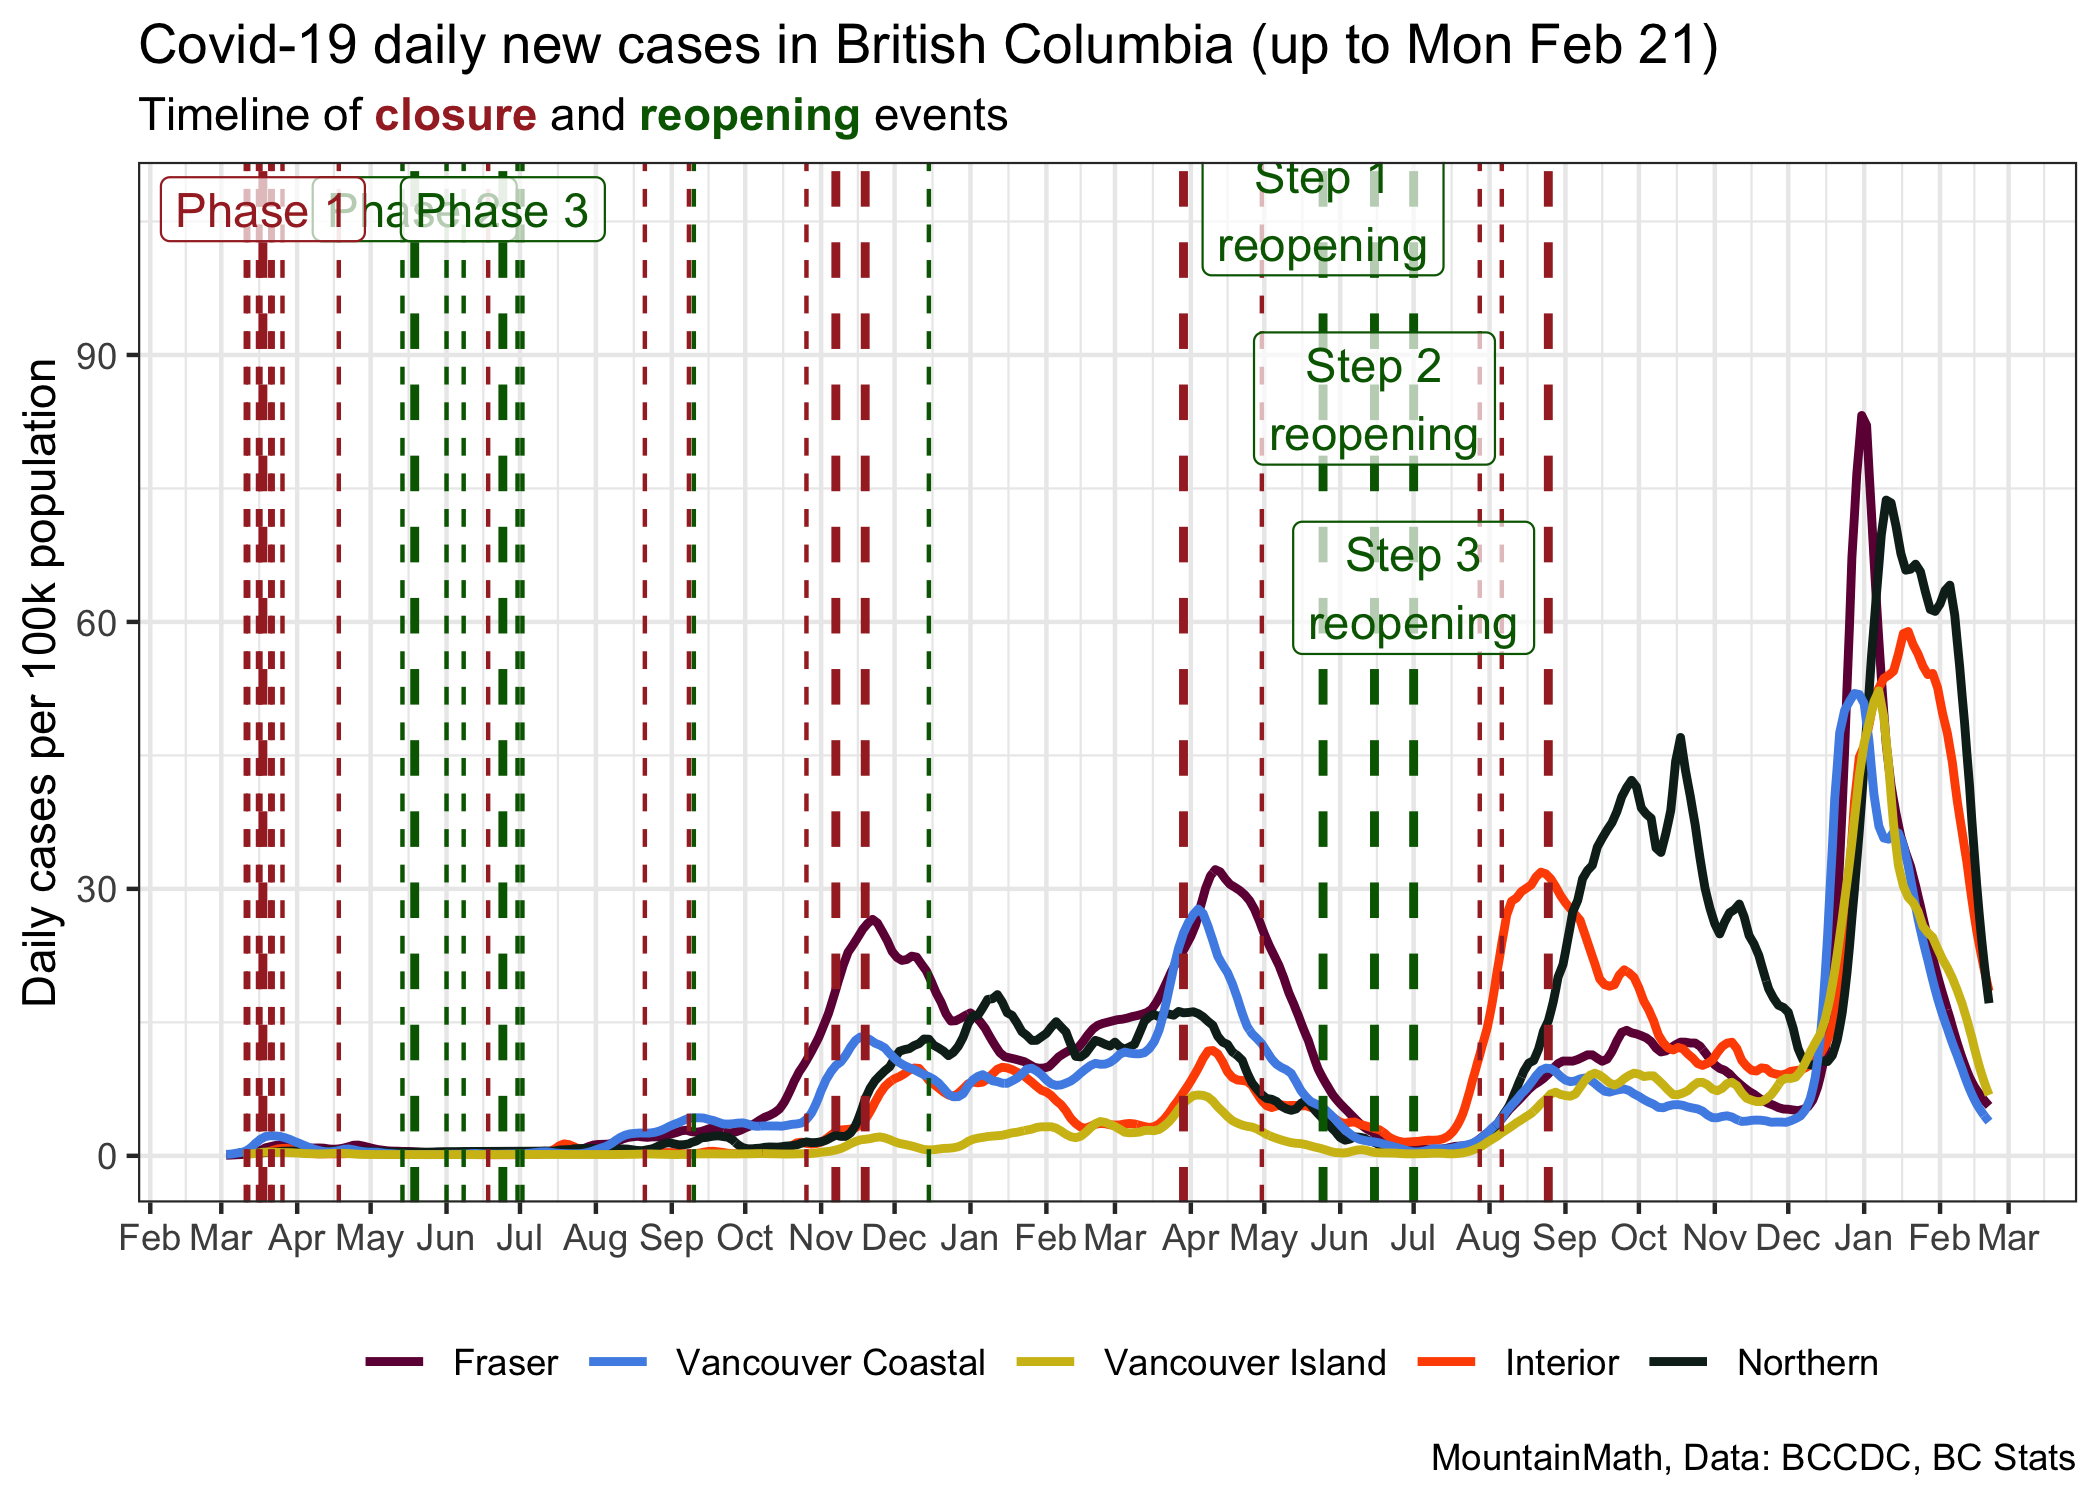 Covid-19 daily new cases in British Columbia (up to Mon Feb 21)
Timeline of closure and reopening events
Phase 1
Phase 2
Phase 3
Step 1
reopening
Step 2
reopening
Step 3
reopening
Daily cases per 100k population
90
60
30
0
Feb Mar Apr May Jun Jul Aug Sep Oct Nov Dec Jan Feb Mar Apr May Jun Jul Aug Sep Oct Nov Dec Jan Feb Mar
Fraser Vancouver Coastal Vancouver Island Interior Northern
MountainMath, Data: BCCDC, BC Stats